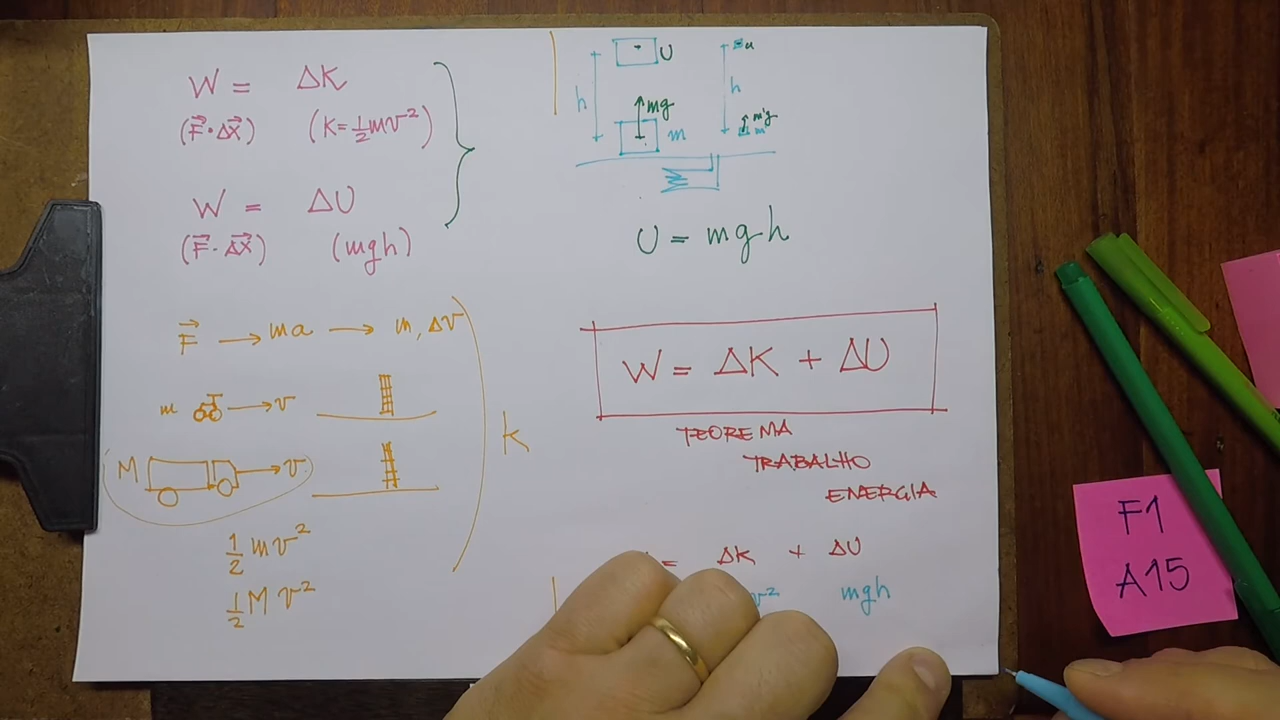 W = ΔK
(F⃗·Δx⃗) (K=½mv²)
W = ΔU
(F⃗·Δx⃗) (mgh)
F⃗ → ma → m, Δv
m → v
M → v
K
½mv²
½Mv²
U
u
h
h
mg
m'g
m
m
U = mgh
W = ΔK + ΔU
TEOREMA
TRABALHO
ENERGIA
= ΔK + ΔU
v² mgh
F1
A15